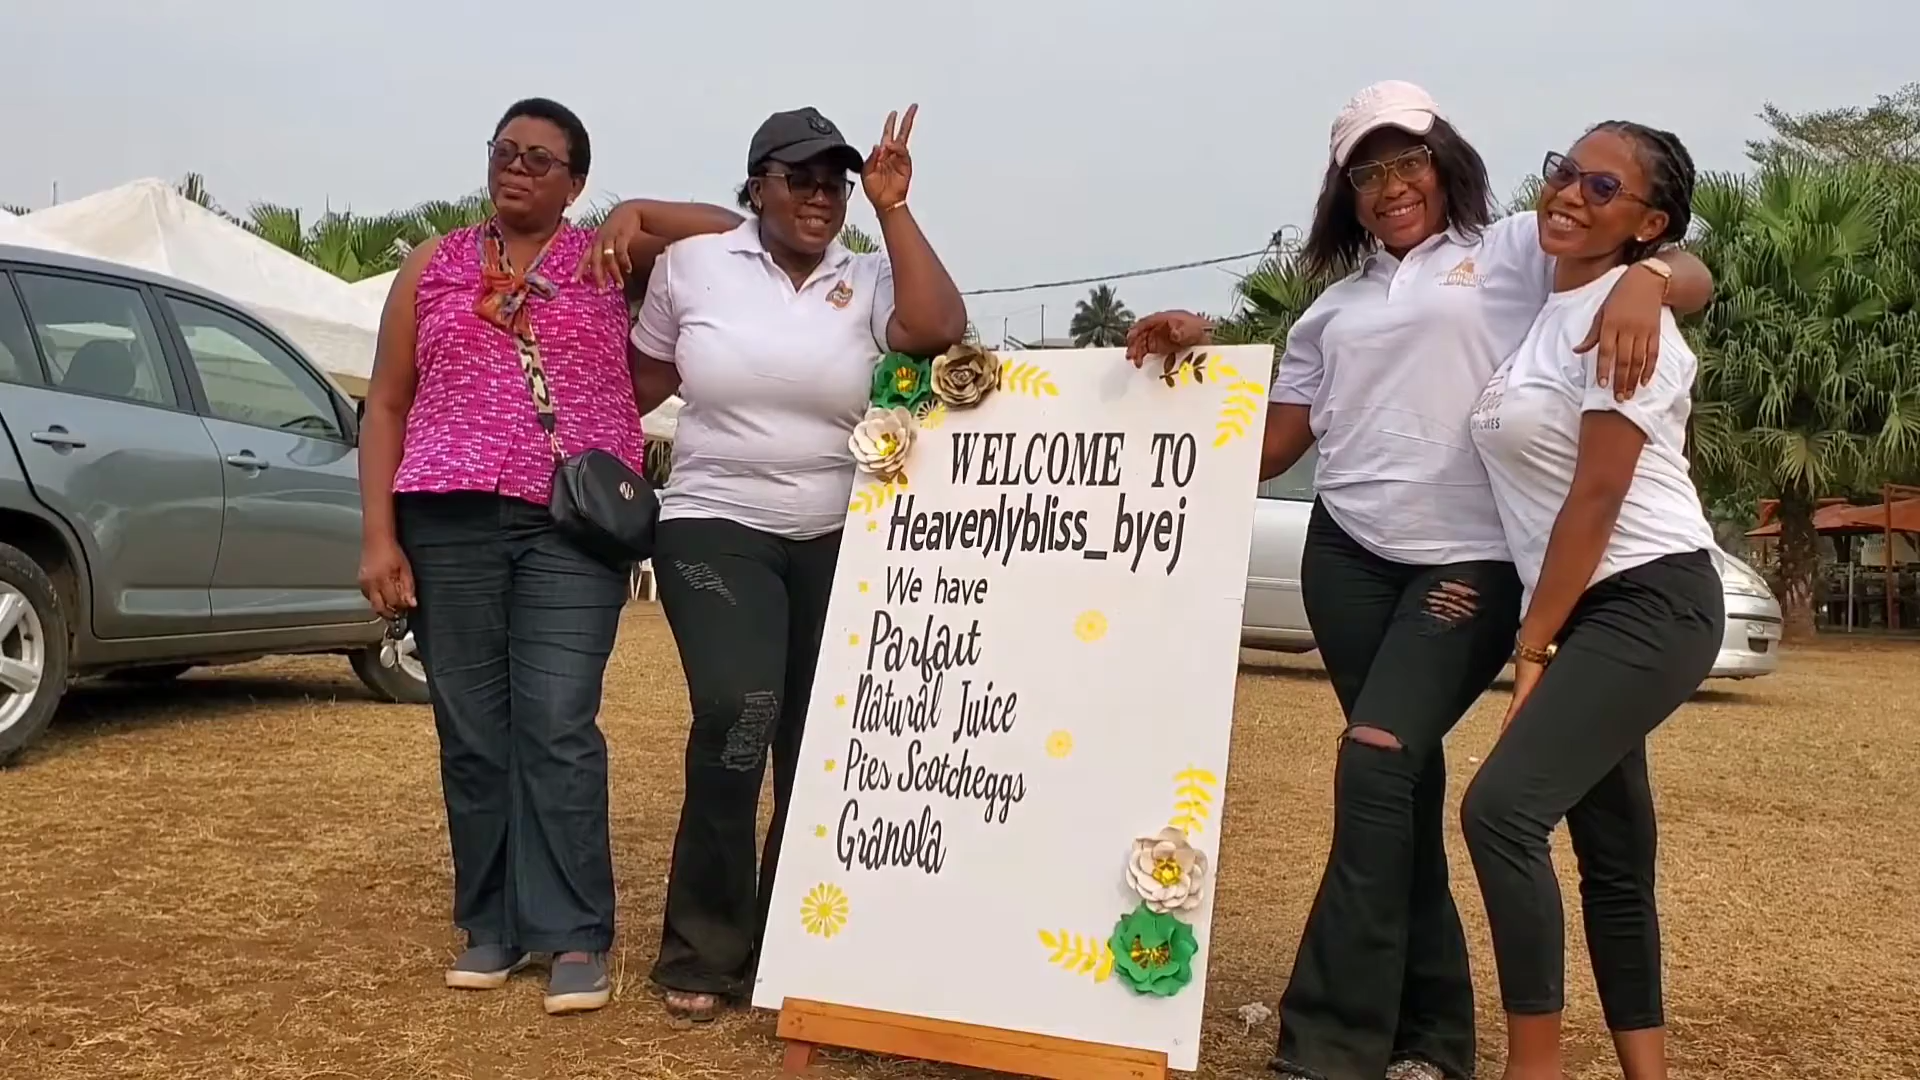 WELCOME TO
Heavenlybliss_byej
We have
Parfait
Natural Juice
Pies Scotcheggs
Granola